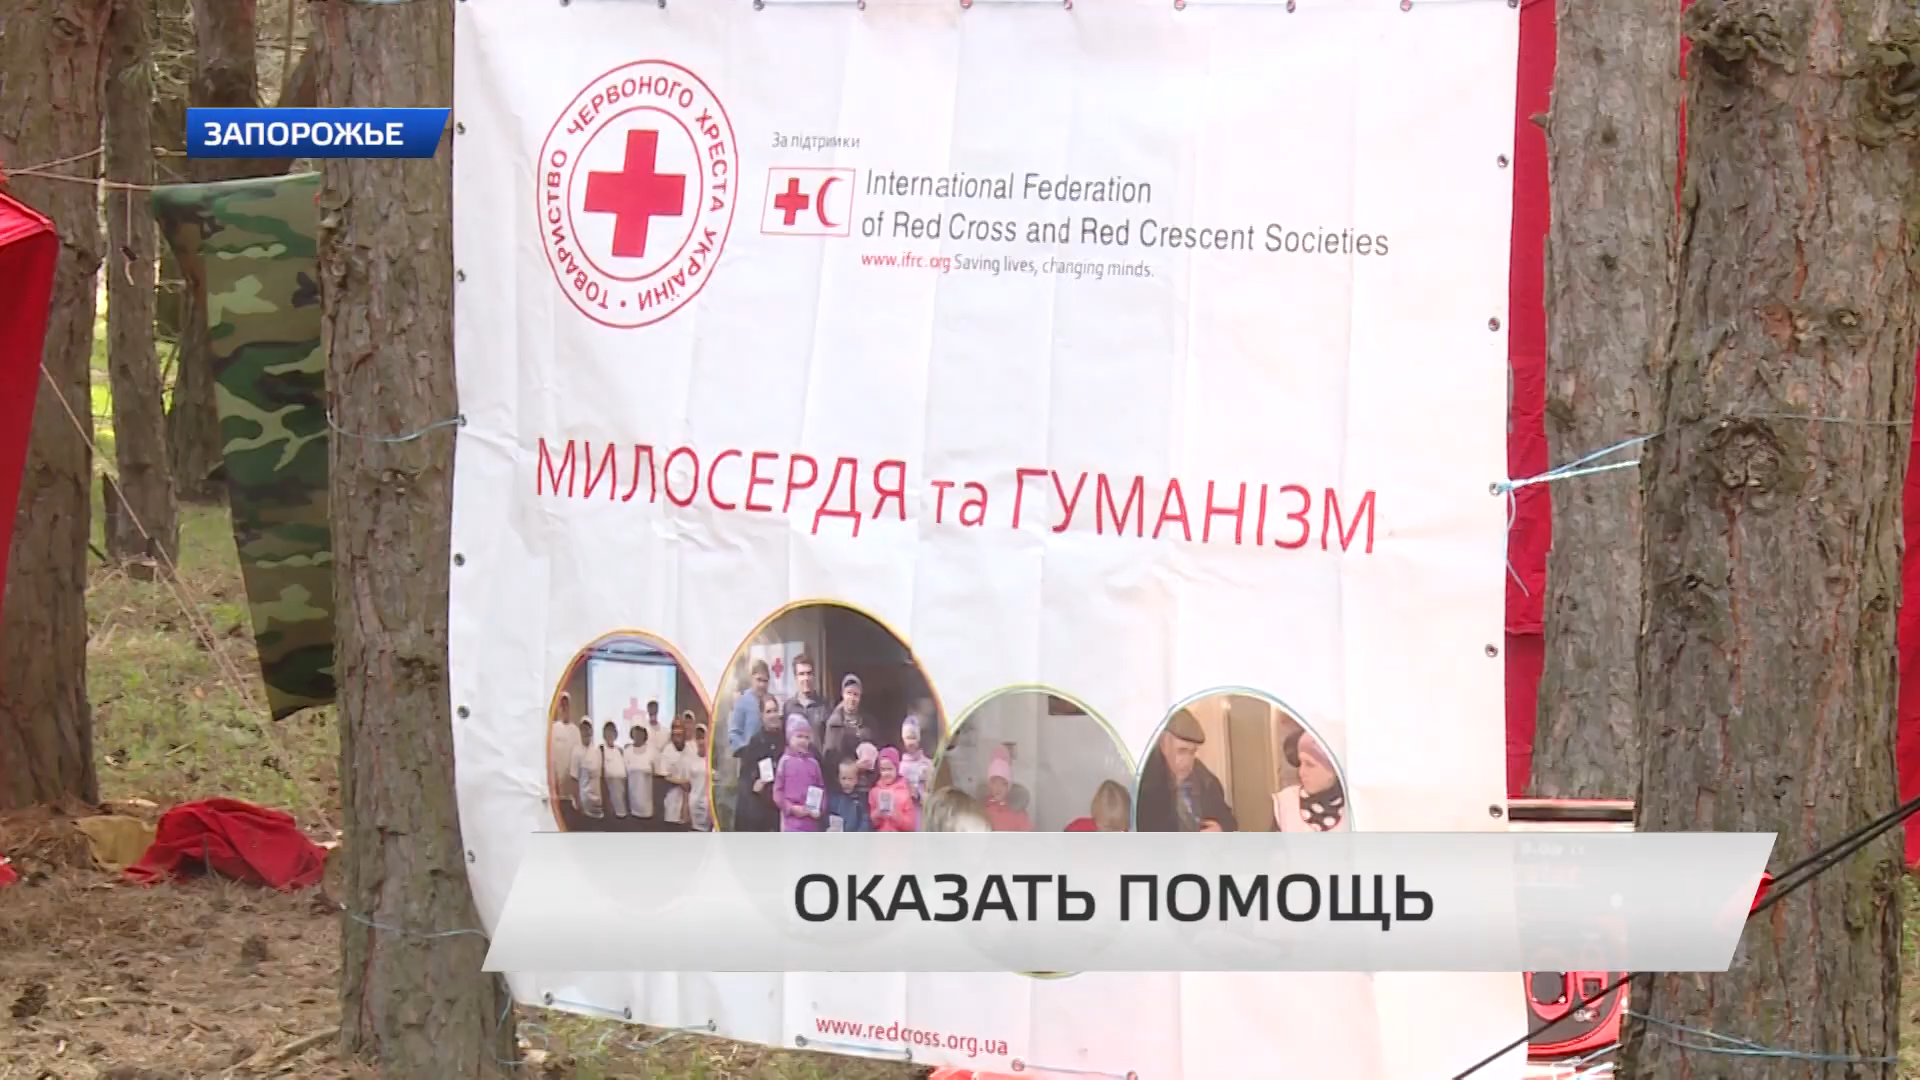 ЗАПОРОЖЬЕ
ТОВАРИСТВО ЧЕРВОНОГО ХРЕСТА УКРАЇНИ •
За підтримки
International Federation
of Red Cross and Red Crescent Societies
www.ifrc.org Saving lives, changing minds.
МИЛОСЕРДЯ та ГУМАНІЗМ
ОКАЗАТЬ ПОМОЩЬ
www.redcross.org.ua